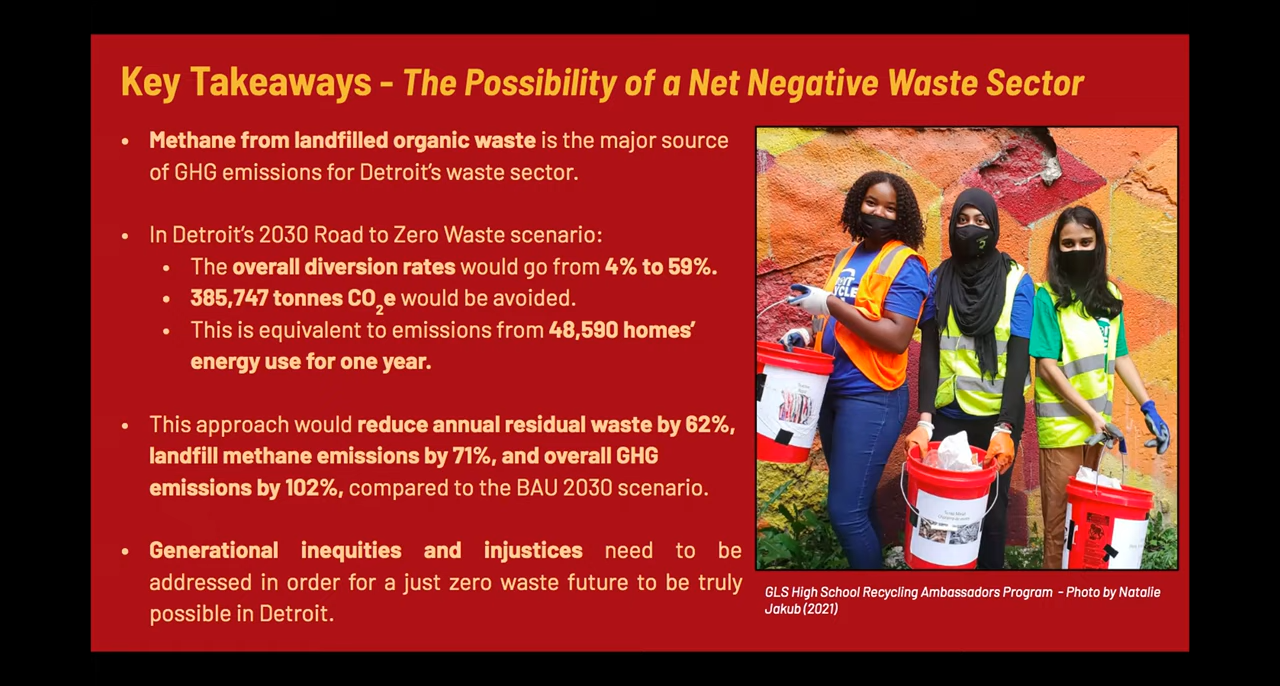 Key Takeaways - The Possibility of a Net Negative Waste Sector
• Methane from landfilled organic waste is the major source
of GHG emissions for Detroit's waste sector.
• In Detroit's 2030 Road to Zero Waste scenario:
• The overall diversion rates would go from 4% to 59%.
• 385,747 tonnes CO₂e would be avoided.
• This is equivalent to emissions from 48,590 homes'
energy use for one year.
• This approach would reduce annual residual waste by 62%,
landfill methane emissions by 71%, and overall GHG
emissions by 102%, compared to the BAU 2030 scenario.
• Generational inequities and injustices need to be
addressed in order for a just zero waste future to be truly
possible in Detroit.
GLS High School Recycling Ambassadors Program - Photo by Natalie
Jakub (2021)